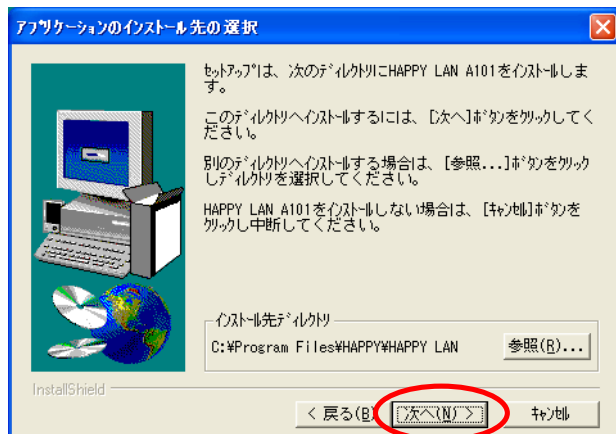 アプリケーションのインストール先の選択
セットアップは、次のディレクトリにHAPPY LAN A101をインストールしま
す。
このディレクトリへインストールするには、[次へ]ボタンをクリックしてく
ださい。
別のディレクトリへインストールする場合は、[参照...]ボタンをクリック
しディレクトリを選択してください。
HAPPY LAN A101をインストールしない場合は、[キャンセル]ボタンを
クリックし中断してください。
インストール先ディレクトリ
C:¥Program Files¥HAPPY¥HAPPY LAN
参照(R)...
InstallShield
< 戻る(B)
次へ(N) >
キャンセル